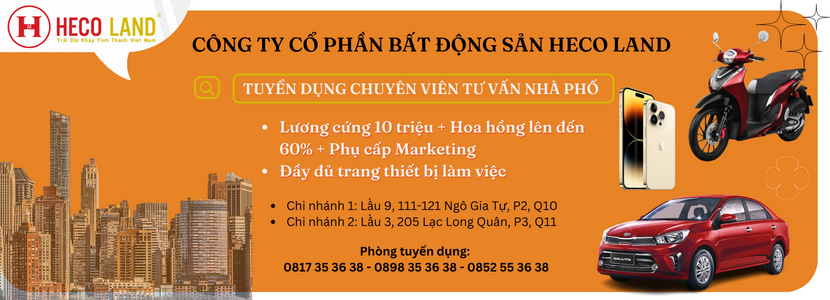 HECO LAND
Trải Dài Khắp Tỉnh Thành Việt Nam
CÔNG TY CỔ PHẦN BẤT ĐỘNG SẢN HECO LAND
TUYỂN DỤNG CHUYÊN VIÊN TƯ VẤN NHÀ PHỐ
• Lương cứng 10 triệu + Hoa hồng lên đến
60% + Phụ cấp Marketing
• Đầy đủ trang thiết bị làm việc
• Chi nhánh 1: Lầu 9, 111-121 Ngô Gia Tự, P2, Q10
• Chi nhánh 2: Lầu 3, 205 Lạc Long Quân, P3, Q11
Phòng tuyển dụng:
0817 35 36 38 - 0898 35 36 38 - 0852 55 36 38